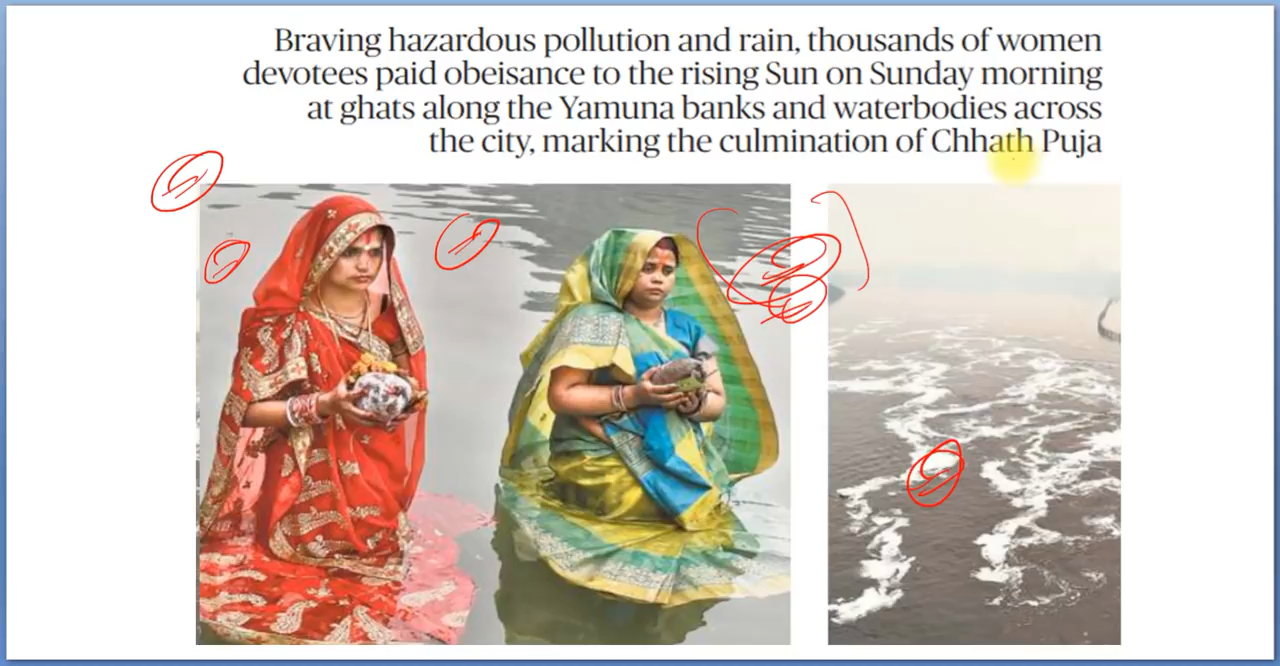 Braving hazardous pollution and rain, thousands of women
devotees paid obeisance to the rising Sun on Sunday morning
at ghats along the Yamuna banks and waterbodies across
the city, marking the culmination of Chhath Puja